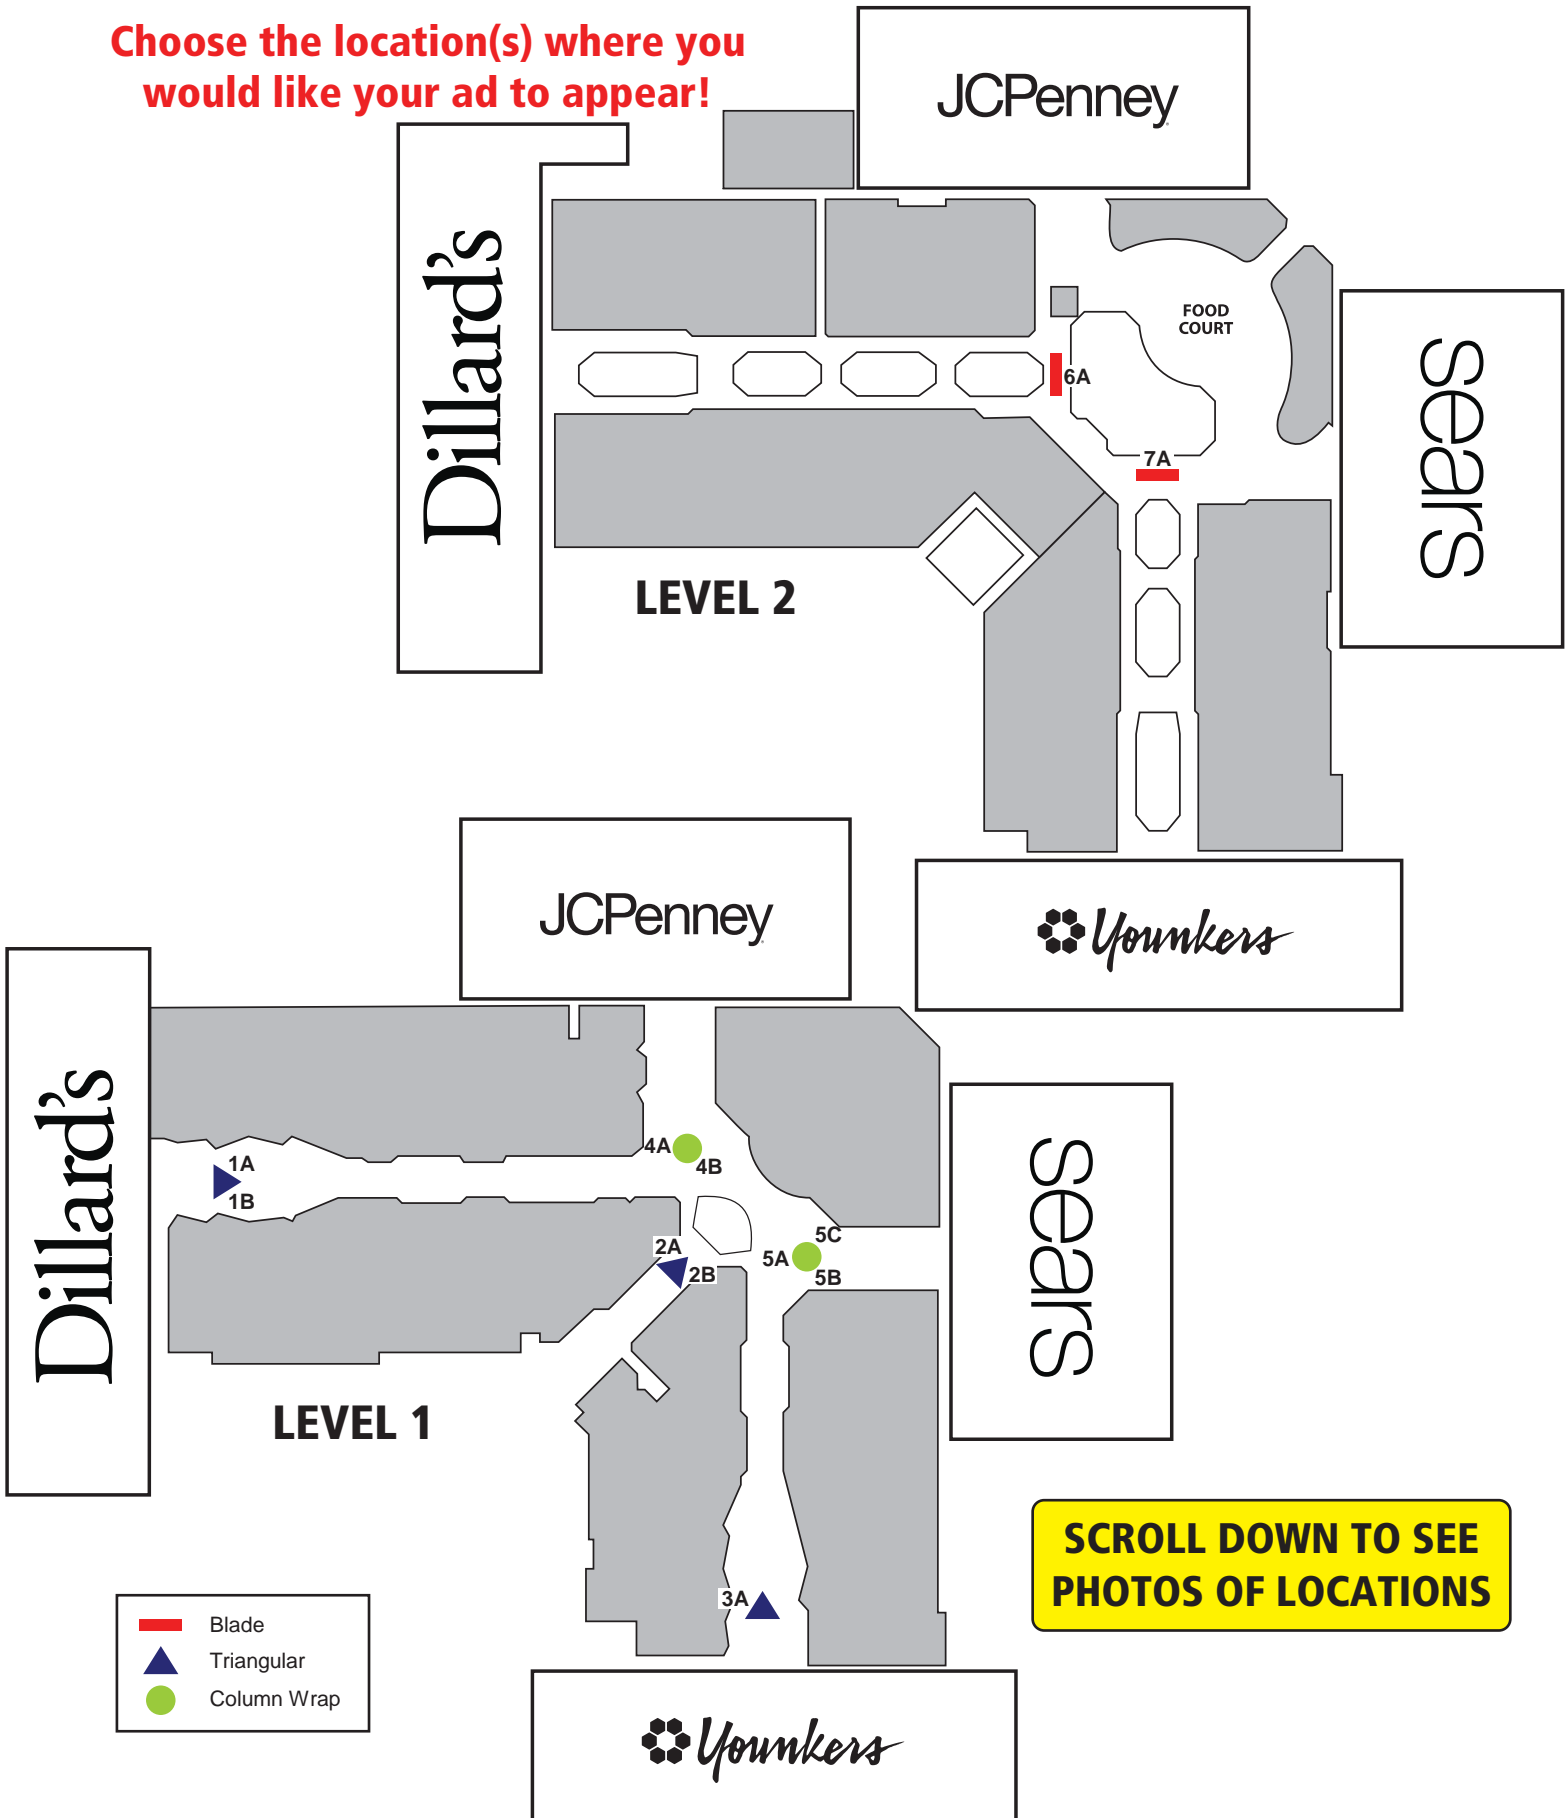 Choose the location(s) where you
would like your ad to appear!
JCPenney
Dillard's
FOOD
COURT
sears
6A
7A
LEVEL 2
Younkers
JCPenney
Dillard's
sears
4A
4B
1A
1B
2A
2B
5A
5C
5B
LEVEL 1
3A
SCROLL DOWN TO SEE
PHOTOS OF LOCATIONS
Blade
Triangular
Column Wrap
Younkers